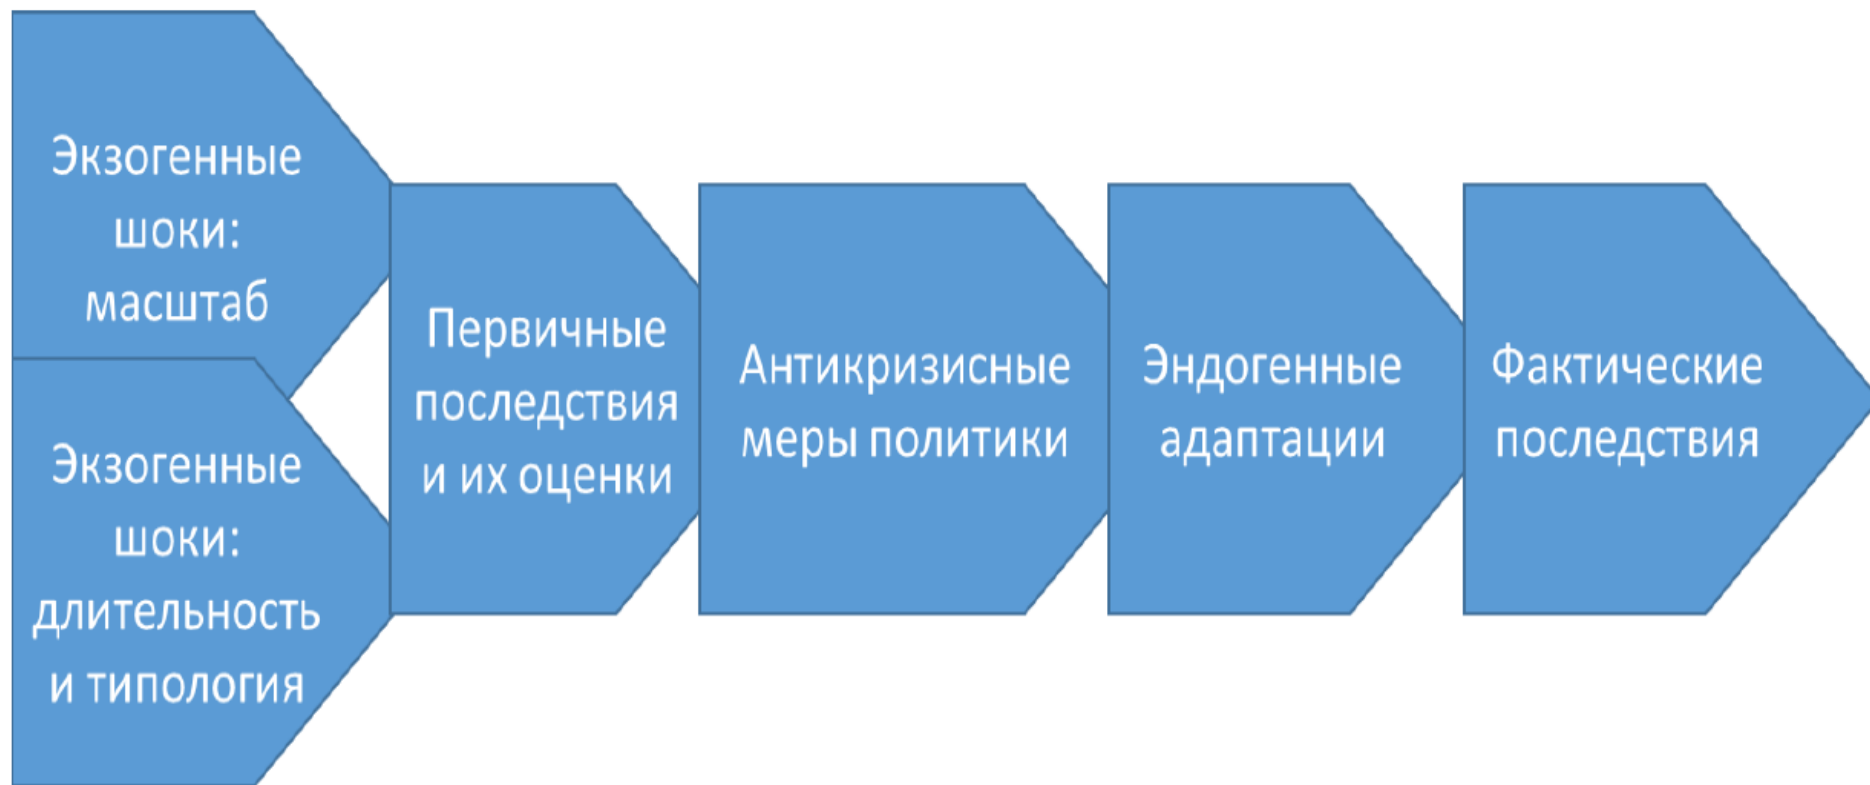 Экзогенные
шоки:
масштаб
Экзогенные
шоки:
длительность
и типология
Первичные
последствия
и их оценки
Антикризисные
меры политики
Эндогенные
адаптации
Фактические
последствия